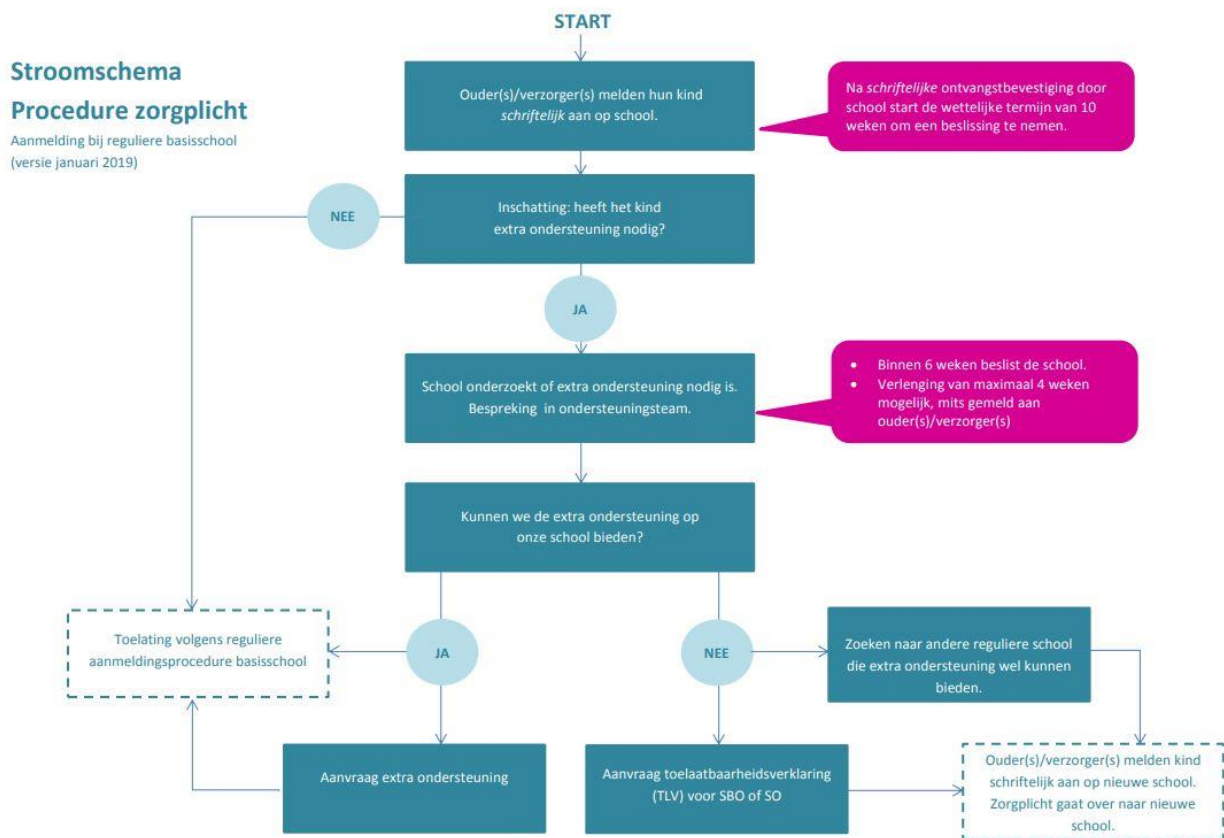 START
Stroomschema
Procedure zorgplicht
Aanmelding bij reguliere basisschool
(versie januari 2019)
Ouder(s)/verzorger(s) melden hun kind
schriftelijk aan op school.
Na schriftelijke ontvangstbevestiging door
school start de wettelijke termijn van 10
weken om een beslissing te nemen.
NEE
Inschatting: heeft het kind
extra ondersteuning nodig?
JA
School onderzoekt of extra ondersteuning nodig is.
Bespreking in ondersteuningsteam.
• Binnen 6 weken beslist de school.
• Verlenging van maximaal 4 weken
mogelijk, mits gemeld aan
ouder(s)/verzorger(s)
Kunnen we de extra ondersteuning op
onze school bieden?
Toelating volgens reguliere
aanmeldingsprocedure basisschool
JA
NEE
Zoeken naar andere reguliere school
die extra ondersteuning wel kunnen
bieden.
Aanvraag extra ondersteuning
Aanvraag toelaatbaarheidsverklaring
(TLV) voor SBO of SO
Ouder(s)/verzorger(s) melden kind
schriftelijk aan op nieuwe school.
Zorgplicht gaat over naar nieuwe
school.